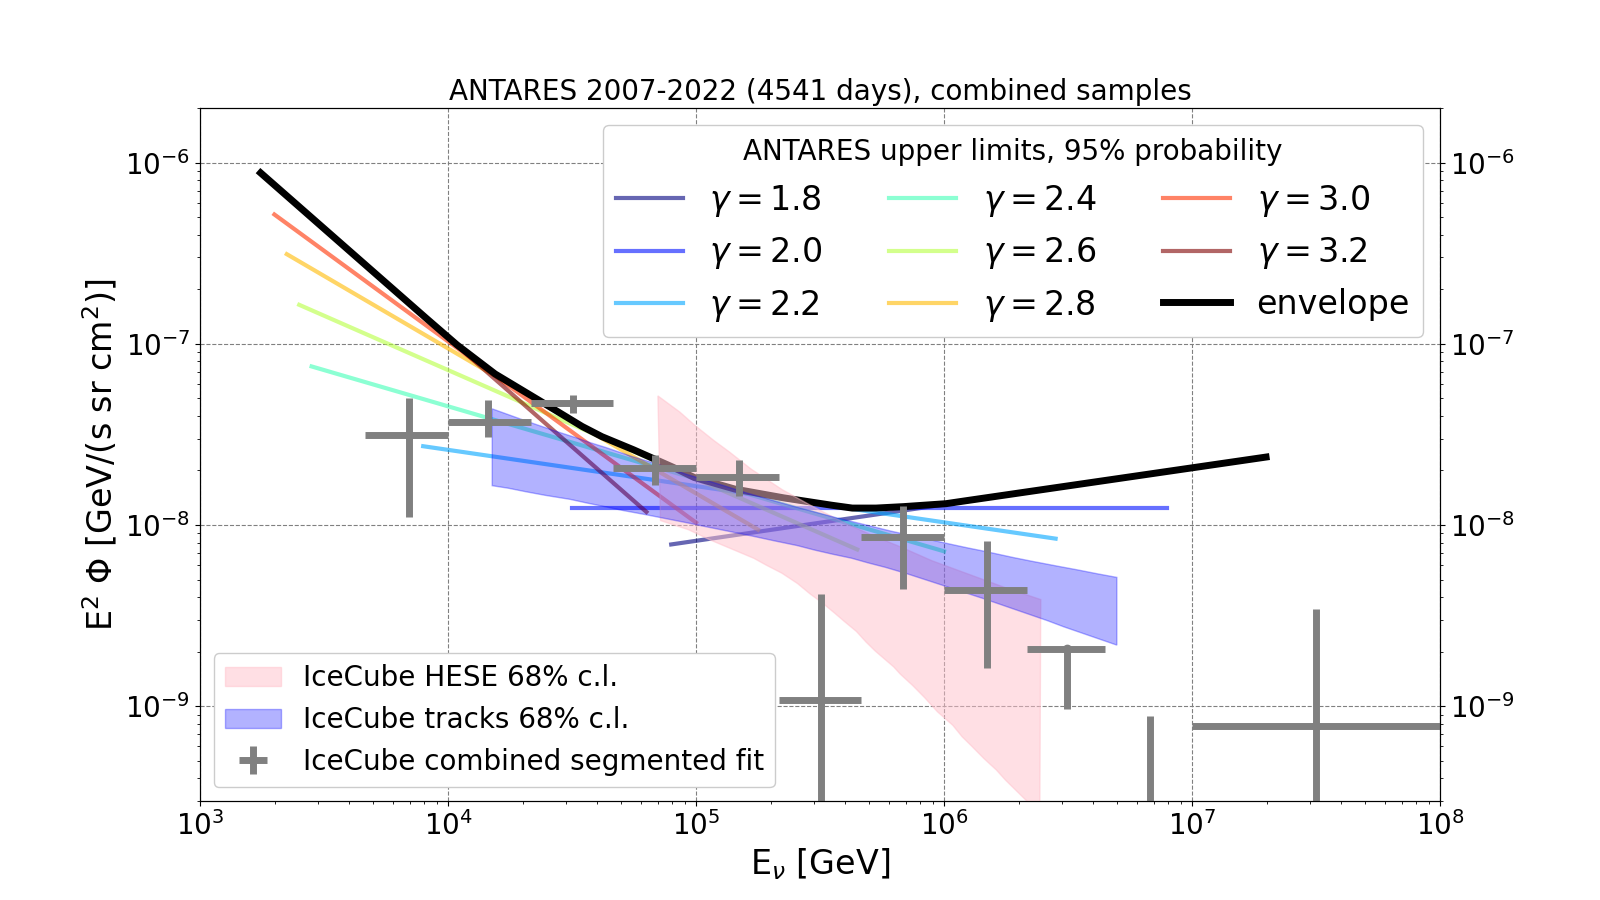 ANTARES 2007-2022 (4541 days), combined samples
ANTARES upper limits, 95% probability
γ = 1.8 γ = 2.4 γ = 3.0
γ = 2.0 γ = 2.6 γ = 3.2
γ = 2.2 γ = 2.8 envelope
10⁻⁶ 10⁻⁶
10⁻⁷ 10⁻⁷
10⁻⁸ 10⁻⁸
10⁻⁹ 10⁻⁹
E² Φ [GeV/(s sr cm²)]
IceCube HESE 68% c.l.
IceCube tracks 68% c.l.
IceCube combined segmented fit
10³ 10⁴ 10⁵ 10⁶ 10⁷ 10⁸
Eᵥ [GeV]